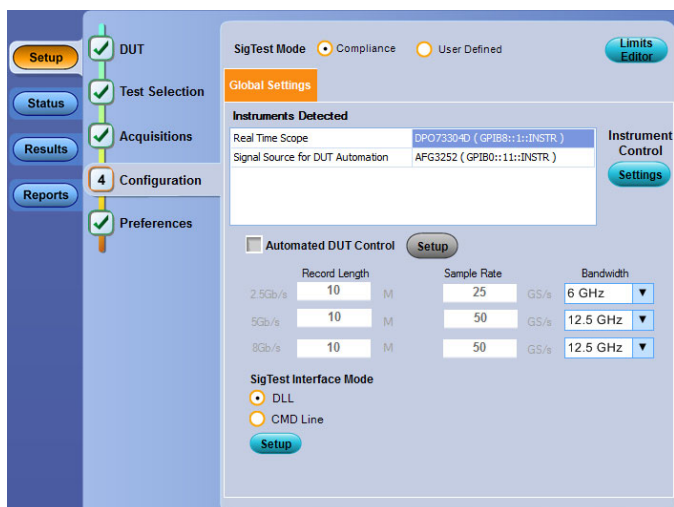 Setup
Status
Results
Reports
DUT
Test Selection
Acquisitions
4 Configuration
Preferences
SigTest Mode Compliance User Defined
Limits
Editor
Global Settings
Instruments Detected
Real Time Scope DPO73304D ( GPIB8::1::INSTR )
Signal Source for DUT Automation AFG3252 ( GPIB0::11::INSTR )
Instrument
Control
Settings
Automated DUT Control Setup
Record Length Sample Rate Bandwidth
2.5Gb/s 10 M 25 GS/s 6 GHz
5Gb/s 10 M 50 GS/s 12.5 GHz
8Gb/s 10 M 50 GS/s 12.5 GHz
SigTest Interface Mode
DLL
CMD Line
Setup